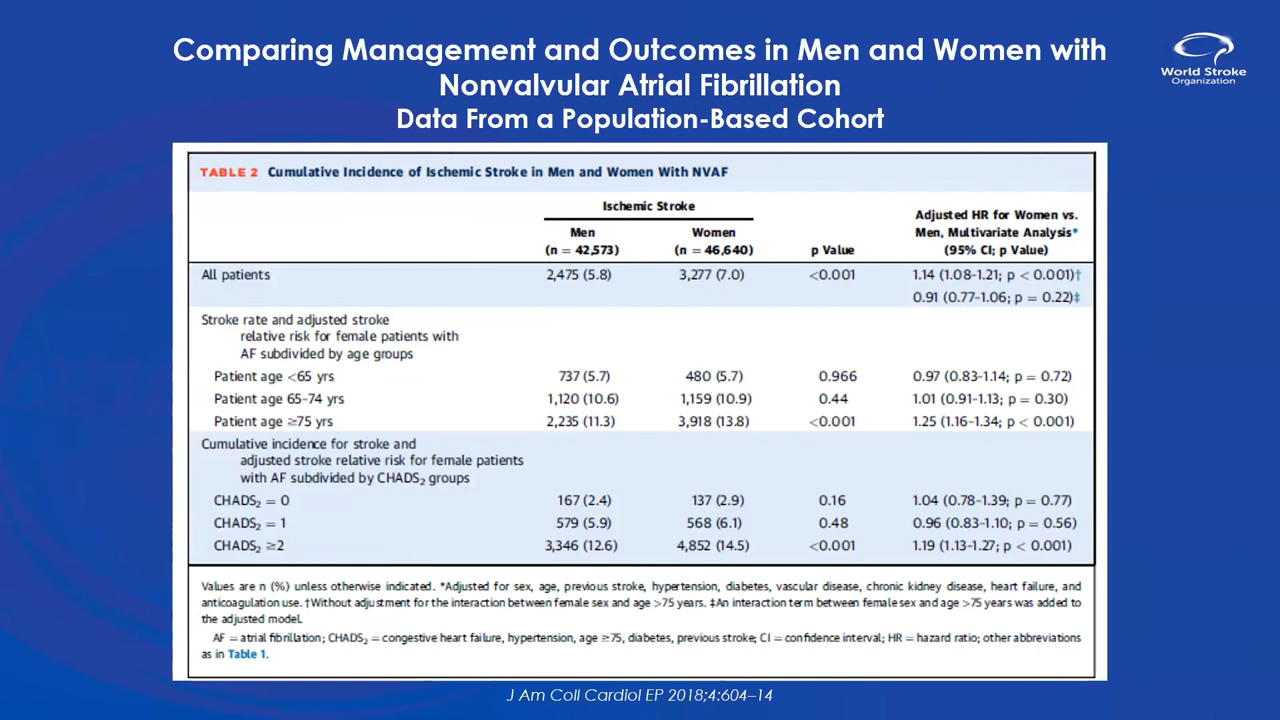 Comparing Management and Outcomes in Men and Women with
Nonvalvular Atrial Fibrillation
Data From a Population-Based Cohort
World Stroke
Organization
TABLE 2 Cumulative Incidence of Ischemic Stroke in Men and Women With NVAF
Ischemic Stroke
Men
(n = 42,573)
Women
(n = 46,640)
p Value
Adjusted HR for Women vs.
Men, Multivariate Analysis*
(95% CI; p Value)
All patients 2,475 (5.8) 3,277 (7.0) <0.001 1.14 (1.08-1.21; p < 0.001)†
0.91 (0.77-1.06; p = 0.22)‡
Stroke rate and adjusted stroke
relative risk for female patients with
AF subdivided by age groups
Patient age <65 yrs 737 (5.7) 480 (5.7) 0.966 0.97 (0.83-1.14; p = 0.72)
Patient age 65-74 yrs 1,120 (10.6) 1,159 (10.9) 0.44 1.01 (0.91-1.13; p = 0.30)
Patient age ≥75 yrs 2,235 (11.3) 3,918 (13.8) <0.001 1.25 (1.16-1.34; p < 0.001)
Cumulative incidence for stroke and
adjusted stroke relative risk for female patients
with AF subdivided by CHADS₂ groups
CHADS₂ = 0 167 (2.4) 137 (2.9) 0.16 1.04 (0.78-1.39; p = 0.77)
CHADS₂ = 1 579 (5.9) 568 (6.1) 0.48 0.96 (0.83-1.10; p = 0.56)
CHADS₂ ≥2 3,346 (12.6) 4,852 (14.5) <0.001 1.19 (1.13-1.27; p < 0.001)
Values are n (%) unless otherwise indicated. *Adjusted for sex, age, previous stroke, hypertension, diabetes, vascular disease, chronic kidney disease, heart failure, and
anticoagulation use. †Without adjustment for the interaction between female sex and age >75 years. ‡An interaction term between female sex and age >75 years was added to
the adjusted model.
AF = atrial fibrillation; CHADS₂ = congestive heart failure, hypertension, age ≥75, diabetes, previous stroke; CI = confidence interval; HR = hazard ratio; other abbreviations
as in Table 1.
J Am Coll Cardiol EP 2018;4:604–14